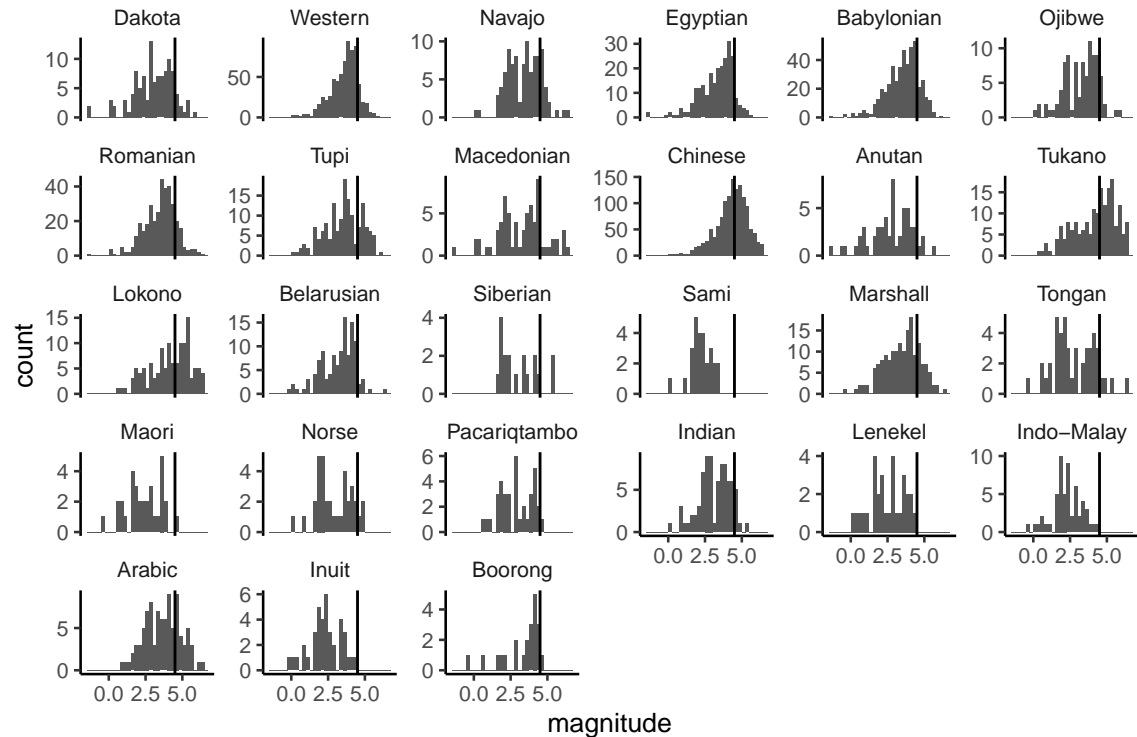 Dakota Western Navajo Egyptian Babylonian Ojibwe
10 5 0
50 0
10 5 0
30 20 10 0
40 20 0
10 5 0
Romanian Tupi Macedonian Chinese Anutan Tukano
40 20 0
15 10 5 0
5 0
150 100 50 0
5 0
15 10 5 0
Lokono Belarusian Siberian Sami Marshall Tongan
15 10 5 0
15 10 5 0
4 2 0
4 2 0
15 10 5 0
4 2 0
Maori Norse Pacariqtambo Indian Lenekel Indo−Malay
4 2 0
4 2 0
6 4 2 0
5 0
4 2 0
10 5 0
0.0 2.5 5.0 0.0 2.5 5.0 0.0 2.5 5.0
Arabic Inuit Boorong
5 0
6 4 2 0
4 2 0
0.0 2.5 5.0 0.0 2.5 5.0 0.0 2.5 5.0
count
magnitude